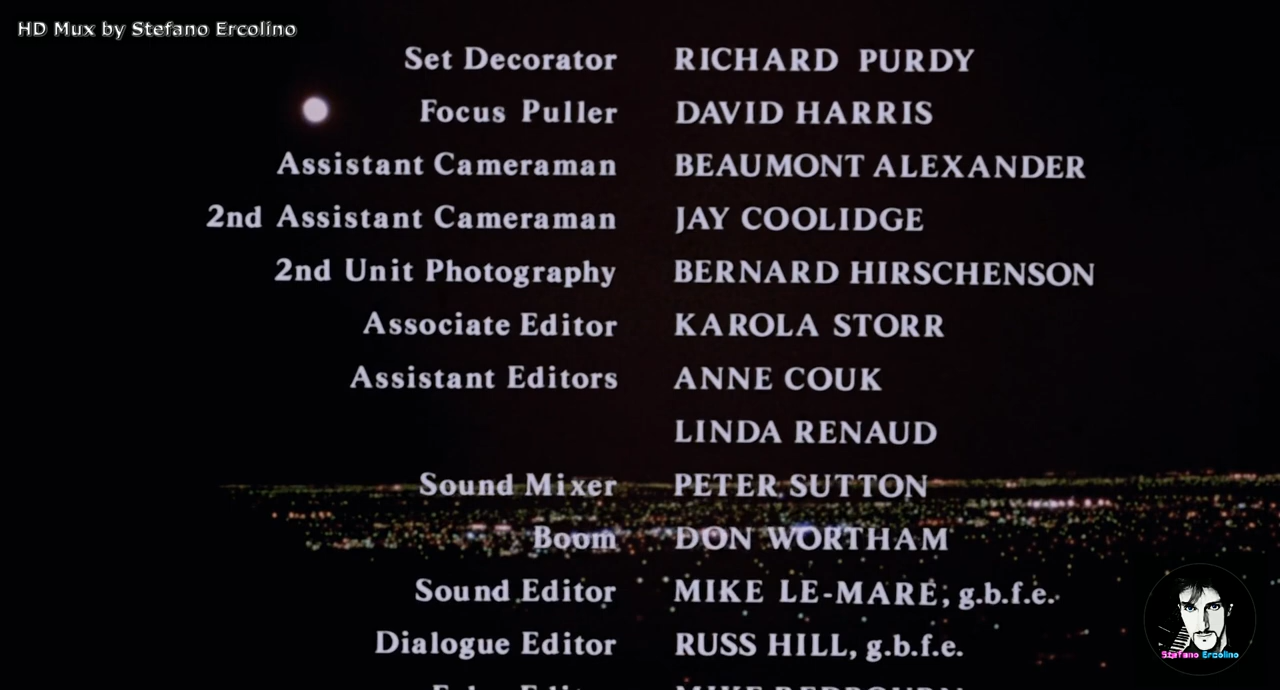 HD Mux by Stefano Ercolino
Set Decorator RICHARD PURDY
Focus Puller DAVID HARRIS
Assistant Cameraman BEAUMONT ALEXANDER
2nd Assistant Cameraman JAY COOLIDGE
2nd Unit Photography BERNARD HIRSCHENSON
Associate Editor KAROLA STORR
Assistant Editors ANNE COUK
LINDA RENAUD
Sound Mixer PETER SUTTON
Boom DON WORTHAM
Sound Editor MIKE LE-MARE, g.b.f.e.
Dialogue Editor RUSS HILL, g.b.f.e.
Stefano Ercolino